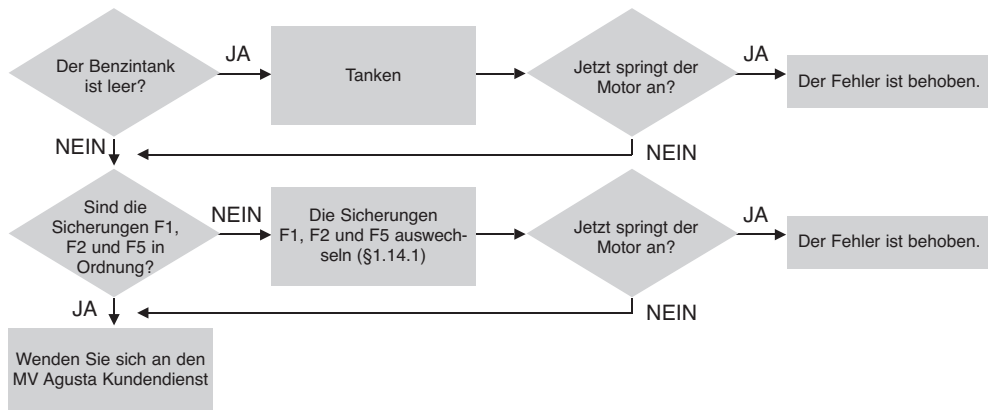 Der Benzintank
ist leer?
JA
Tanken
Jetzt springt der
Motor an?
JA
Der Fehler ist behoben.
NEIN
NEIN
Sind die
Sicherungen F1,
F2 und F5 in
Ordnung?
NEIN
Die Sicherungen
F1, F2 und F5 auswech-
seln (§1.14.1)
Jetzt springt der
Motor an?
JA
Der Fehler ist behoben.
JA
NEIN
Wenden Sie sich an den
MV Agusta Kundendienst